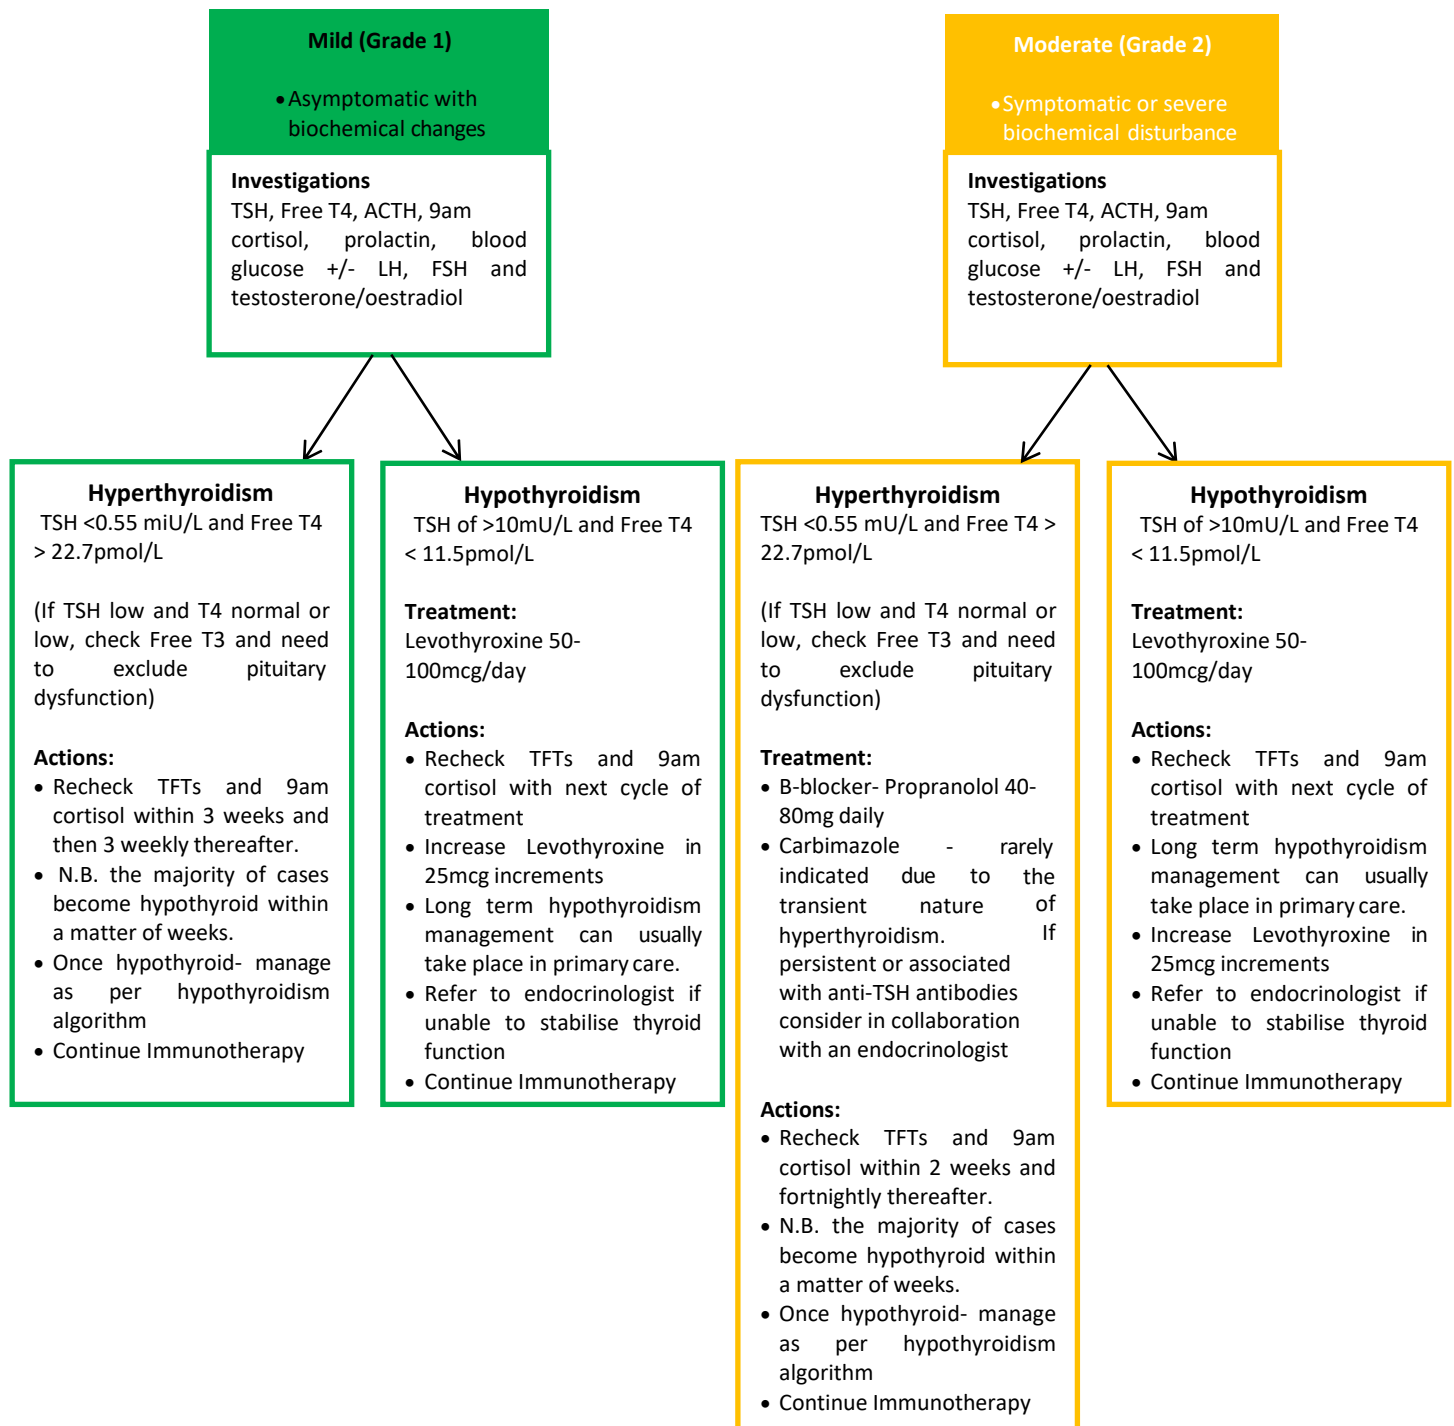 Mild (Grade 1)
• Asymptomatic with
biochemical changes
Investigations
TSH, Free T4, ACTH, 9am
cortisol, prolactin, blood
glucose +/- LH, FSH and
testosterone/oestradiol
Hyperthyroidism
TSH <0.55 miU/L and Free T4
> 22.7pmol/L
(If TSH low and T4 normal or
low, check Free T3 and need
to exclude pituitary
dysfunction)
Actions:
• Recheck TFTs and 9am
cortisol within 3 weeks and
then 3 weekly thereafter.
• N.B. the majority of cases
become hypothyroid within
a matter of weeks.
• Once hypothyroid- manage
as per hypothyroidism
algorithm
• Continue Immunotherapy
Hypothyroidism
TSH of >10mU/L and Free T4
< 11.5pmol/L
Treatment:
Levothyroxine 50-
100mcg/day
Actions:
• Recheck TFTs and 9am
cortisol with next cycle of
treatment
• Increase Levothyroxine in
25mcg increments
• Long term hypothyroidism
management can usually
take place in primary care.
• Refer to endocrinologist if
unable to stabilise thyroid
function
• Continue Immunotherapy
Moderate (Grade 2)
• Symptomatic or severe
biochemical disturbance
Investigations
TSH, Free T4, ACTH, 9am
cortisol, prolactin, blood
glucose +/- LH, FSH and
testosterone/oestradiol
Hyperthyroidism
TSH <0.55 mU/L and Free T4 >
22.7pmol/L
(If TSH low and T4 normal or
low, check Free T3 and need
to exclude pituitary
dysfunction)
Treatment:
• B-blocker- Propranolol 40-
80mg daily
• Carbimazole - rarely
indicated due to the
transient nature of
hyperthyroidism. If
persistent or associated
with anti-TSH antibodies
consider in collaboration
with an endocrinologist
Actions:
• Recheck TFTs and 9am
cortisol within 2 weeks and
fortnightly thereafter.
• N.B. the majority of cases
become hypothyroid within
a matter of weeks.
• Once hypothyroid- manage
as per hypothyroidism
algorithm
• Continue Immunotherapy
Hypothyroidism
TSH of >10mU/L and Free T4
< 11.5pmol/L
Treatment:
Levothyroxine 50-
100mcg/day
Actions:
• Recheck TFTs and 9am
cortisol with next cycle of
treatment
• Long term hypothyroidism
management can usually
take place in primary care.
• Increase Levothyroxine in
25mcg increments
• Refer to endocrinologist if
unable to stabilise thyroid
function
• Continue Immunotherapy